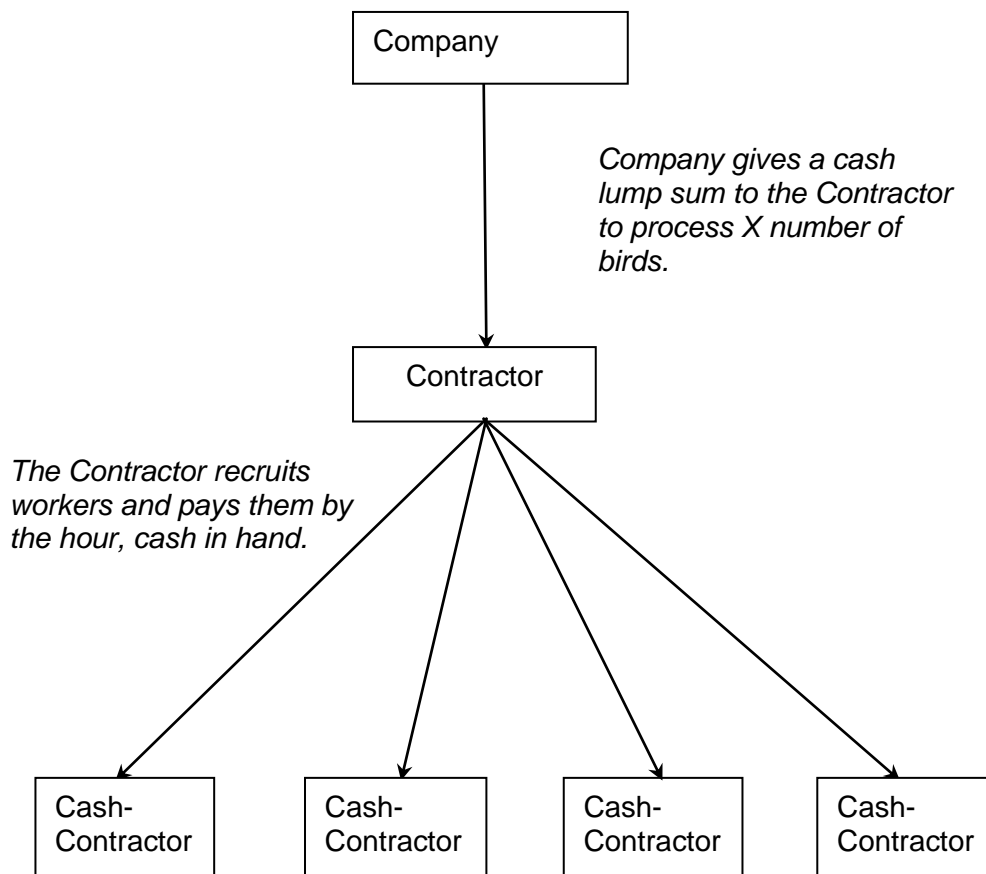 Company
Company gives a cash
lump sum to the Contractor
to process X number of
birds.
Contractor
The Contractor recruits
workers and pays them by
the hour, cash in hand.
Cash-
Contractor
Cash-
Contractor
Cash-
Contractor
Cash-
Contractor